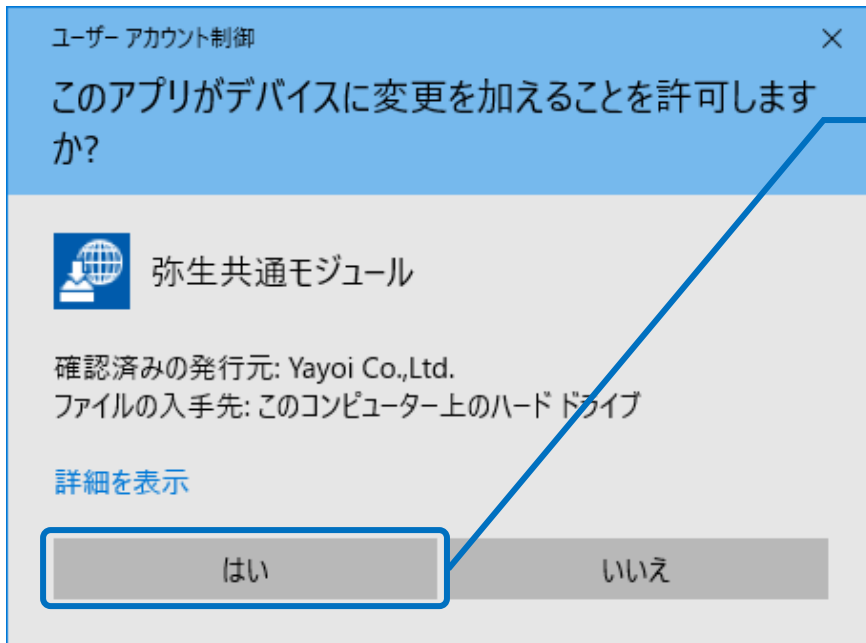 ユーザー アカウント制御
このアプリがデバイスに変更を加えることを許可します
か?
弥生共通モジュール
確認済みの発行元: Yayoi Co.,Ltd.
ファイルの入手先: このコンピューター上のハード ドライブ
詳細を表示
はい
いいえ